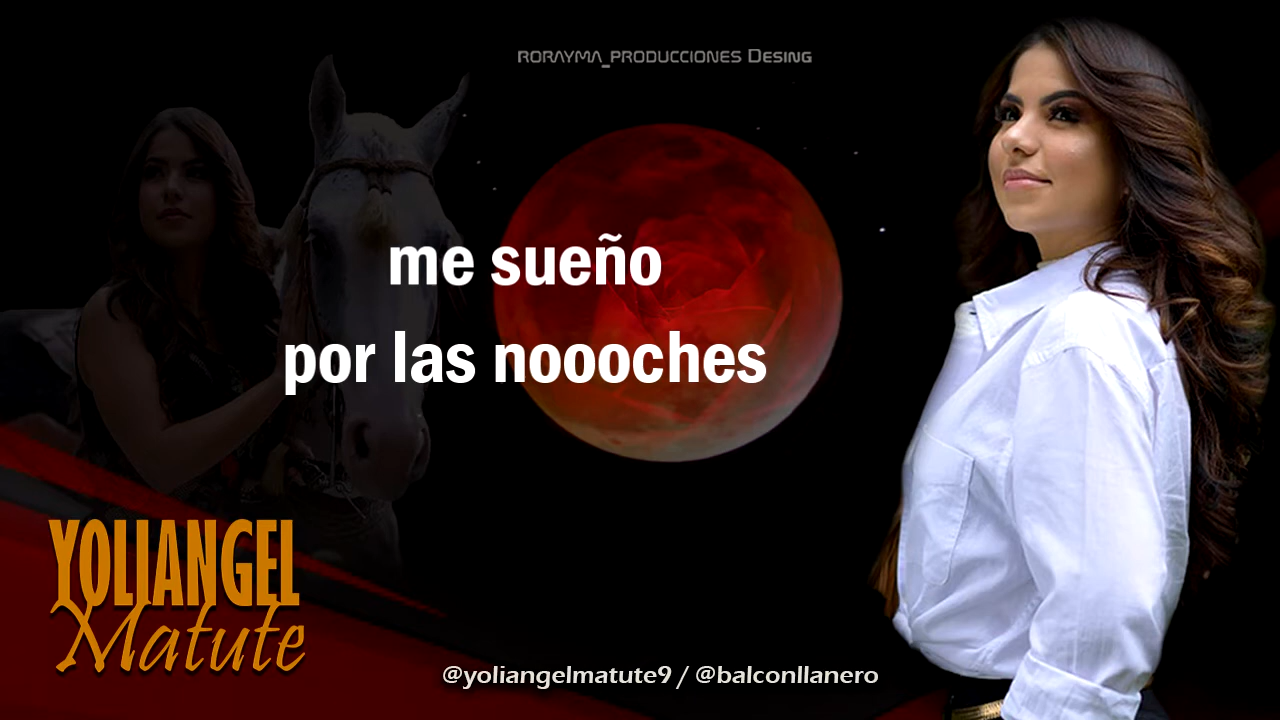 RORAYMA_PRODUCCIONES DESING
me sueño
por las noooches
YOLIANGEL
Matute
@yoliangelmatute9 / @balconllanero